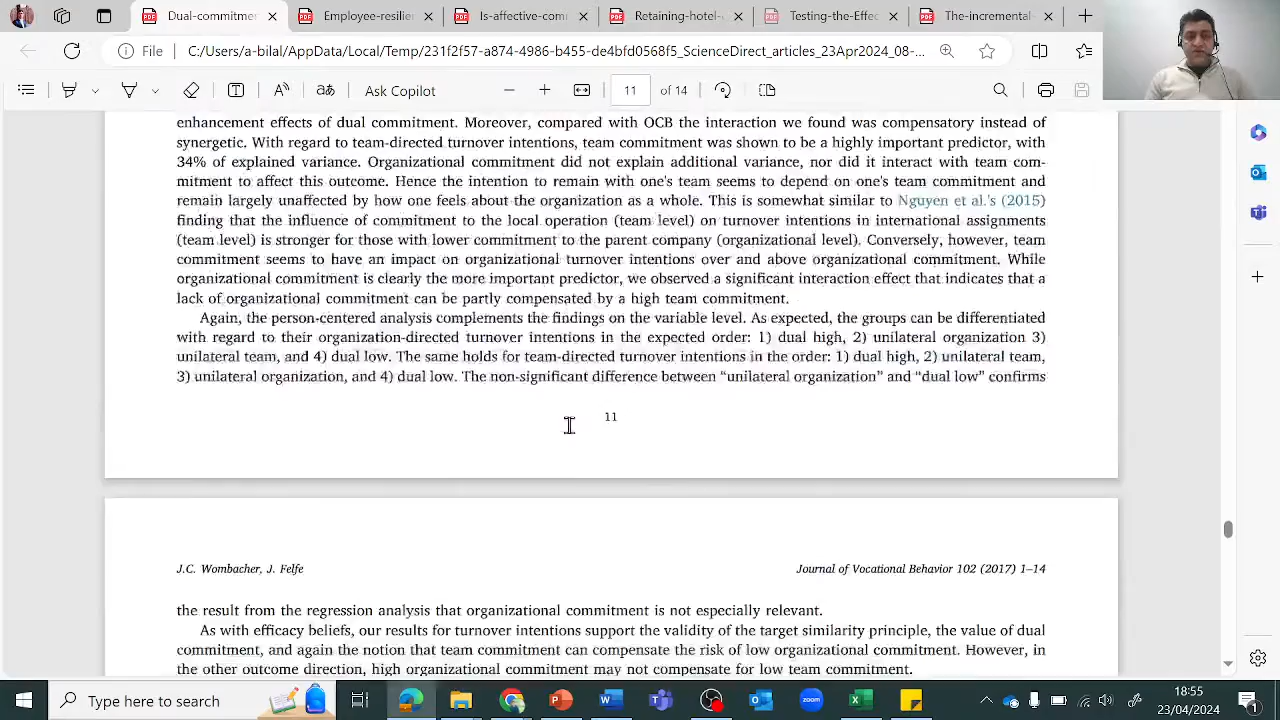 Dual-commitmer
Employee-resilier
Is-affective-com
Retaining-hotel-e
Testing-the-Effec
The-Incremental-
File
C:/Users/a-bilal/AppData/Local/Temp/231f2f57-a874-4986-b455-de4bfd0568f5_ScienceDirect_articles_23Apr2024_08-...
Ask Copilot
11
of 14
enhancement effects of dual commitment. Moreover, compared with OCB the interaction we found was compensatory instead of
synergetic. With regard to team-directed turnover intentions, team commitment was shown to be a highly important predictor, with
34% of explained variance. Organizational commitment did not explain additional variance, nor did it interact with team com-
mitment to affect this outcome. Hence the intention to remain with one's team seems to depend on one's team commitment and
remain largely unaffected by how one feels about the organization as a whole. This is somewhat similar to Nguyen et al.'s (2015)
finding that the influence of commitment to the local operation (team level) on turnover intentions in international assignments
(team level) is stronger for those with lower commitment to the parent company (organizational level). Conversely, however, team
commitment seems to have an impact on organizational turnover intentions over and above organizational commitment. While
organizational commitment is clearly the more important predictor, we observed a significant interaction effect that indicates that a
lack of organizational commitment can be partly compensated by a high team commitment.
Again, the person-centered analysis complements the findings on the variable level. As expected, the groups can be differentiated
with regard to their organization-directed turnover intentions in the expected order: 1) dual high, 2) unilateral organization 3)
unilateral team, and 4) dual low. The same holds for team-directed turnover intentions in the order: 1) dual high, 2) unilateral team,
3) unilateral organization, and 4) dual low. The non-significant difference between “unilateral organization” and “dual low” confirms
11
J.C. Wombacher, J. Felfe
Journal of Vocational Behavior 102 (2017) 1–14
the result from the regression analysis that organizational commitment is not especially relevant.
As with efficacy beliefs, our results for turnover intentions support the validity of the target similarity principle, the value of dual
commitment, and again the notion that team commitment can compensate the risk of low organizational commitment. However, in
the other outcome direction, high organizational commitment may not compensate for low team commitment.
Type here to search
18:55
23/04/2024